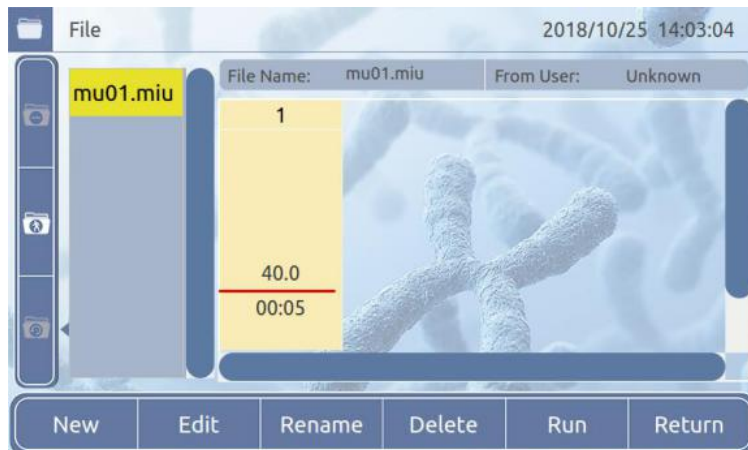 File
2018/10/25 14:03:04
mu01.miu
File Name: mu01.miu From User: Unknown
1
40.0
00:05
New Edit Rename Delete Run Return